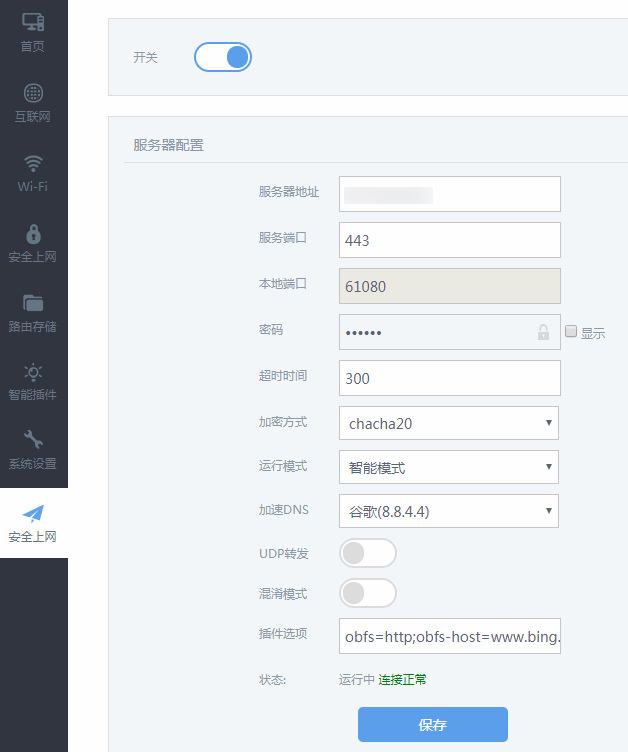 首页
互联网
Wi-Fi
安全上网
路由存储
智能插件
系统设置
安全上网
开关
服务器配置
服务器地址
服务端口 443
本地端口 61080
密码 •••••• 显示
超时时间 300
加密方式 chacha20
运行模式 智能模式
加速DNS 谷歌(8.8.4.4)
UDP转发
混淆模式
插件选项 obfs=http;obfs-host=www.bing.
状态: 运行中 连接正常
保存